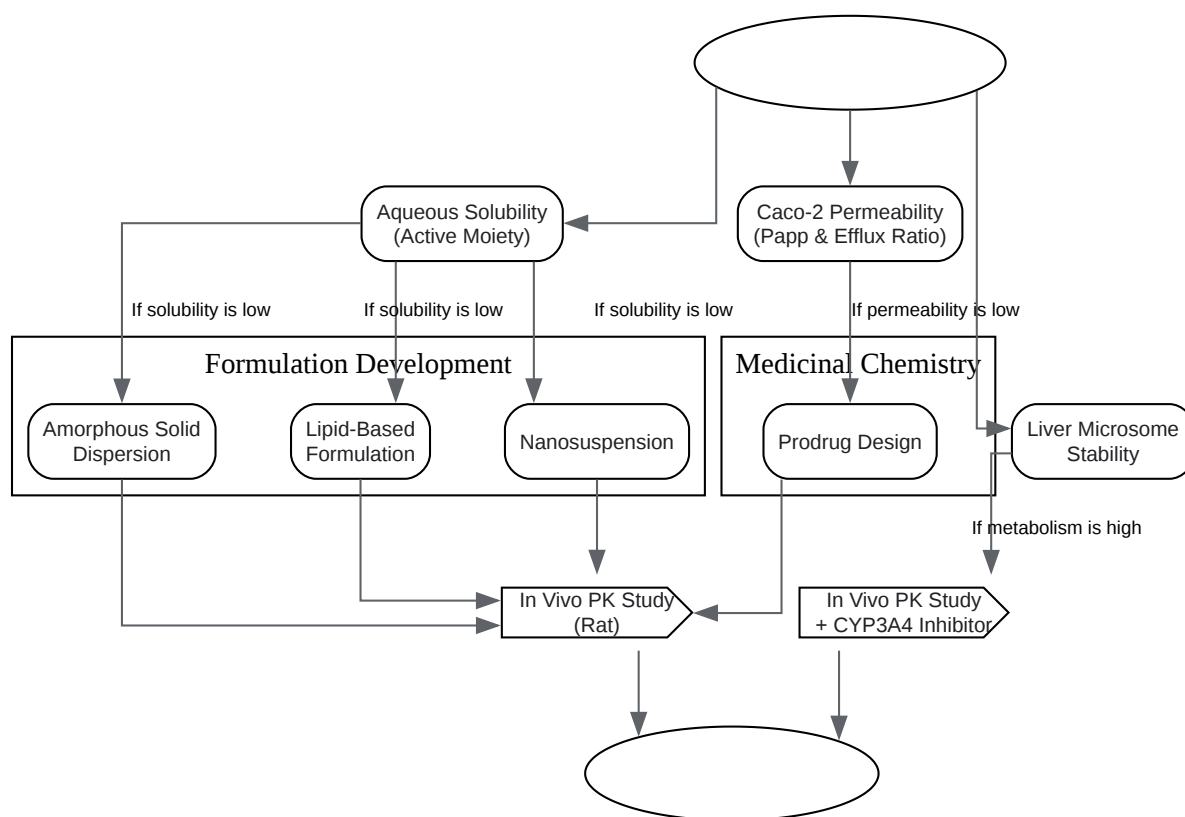 Aqueous Solubility
(Active Moiety)
Caco-2 Permeability
(Papp & Efflux Ratio)
If solubility is low
If solubility is low
If solubility is low
If permeability is low
Formulation Development
Medicinal Chemistry
Amorphous Solid
Dispersion
Lipid-Based
Formulation
Nanosuspension
Prodrug Design
Liver Microsome
Stability
If metabolism is high
In Vivo PK Study
(Rat)
In Vivo PK Study
+ CYP3A4 Inhibitor